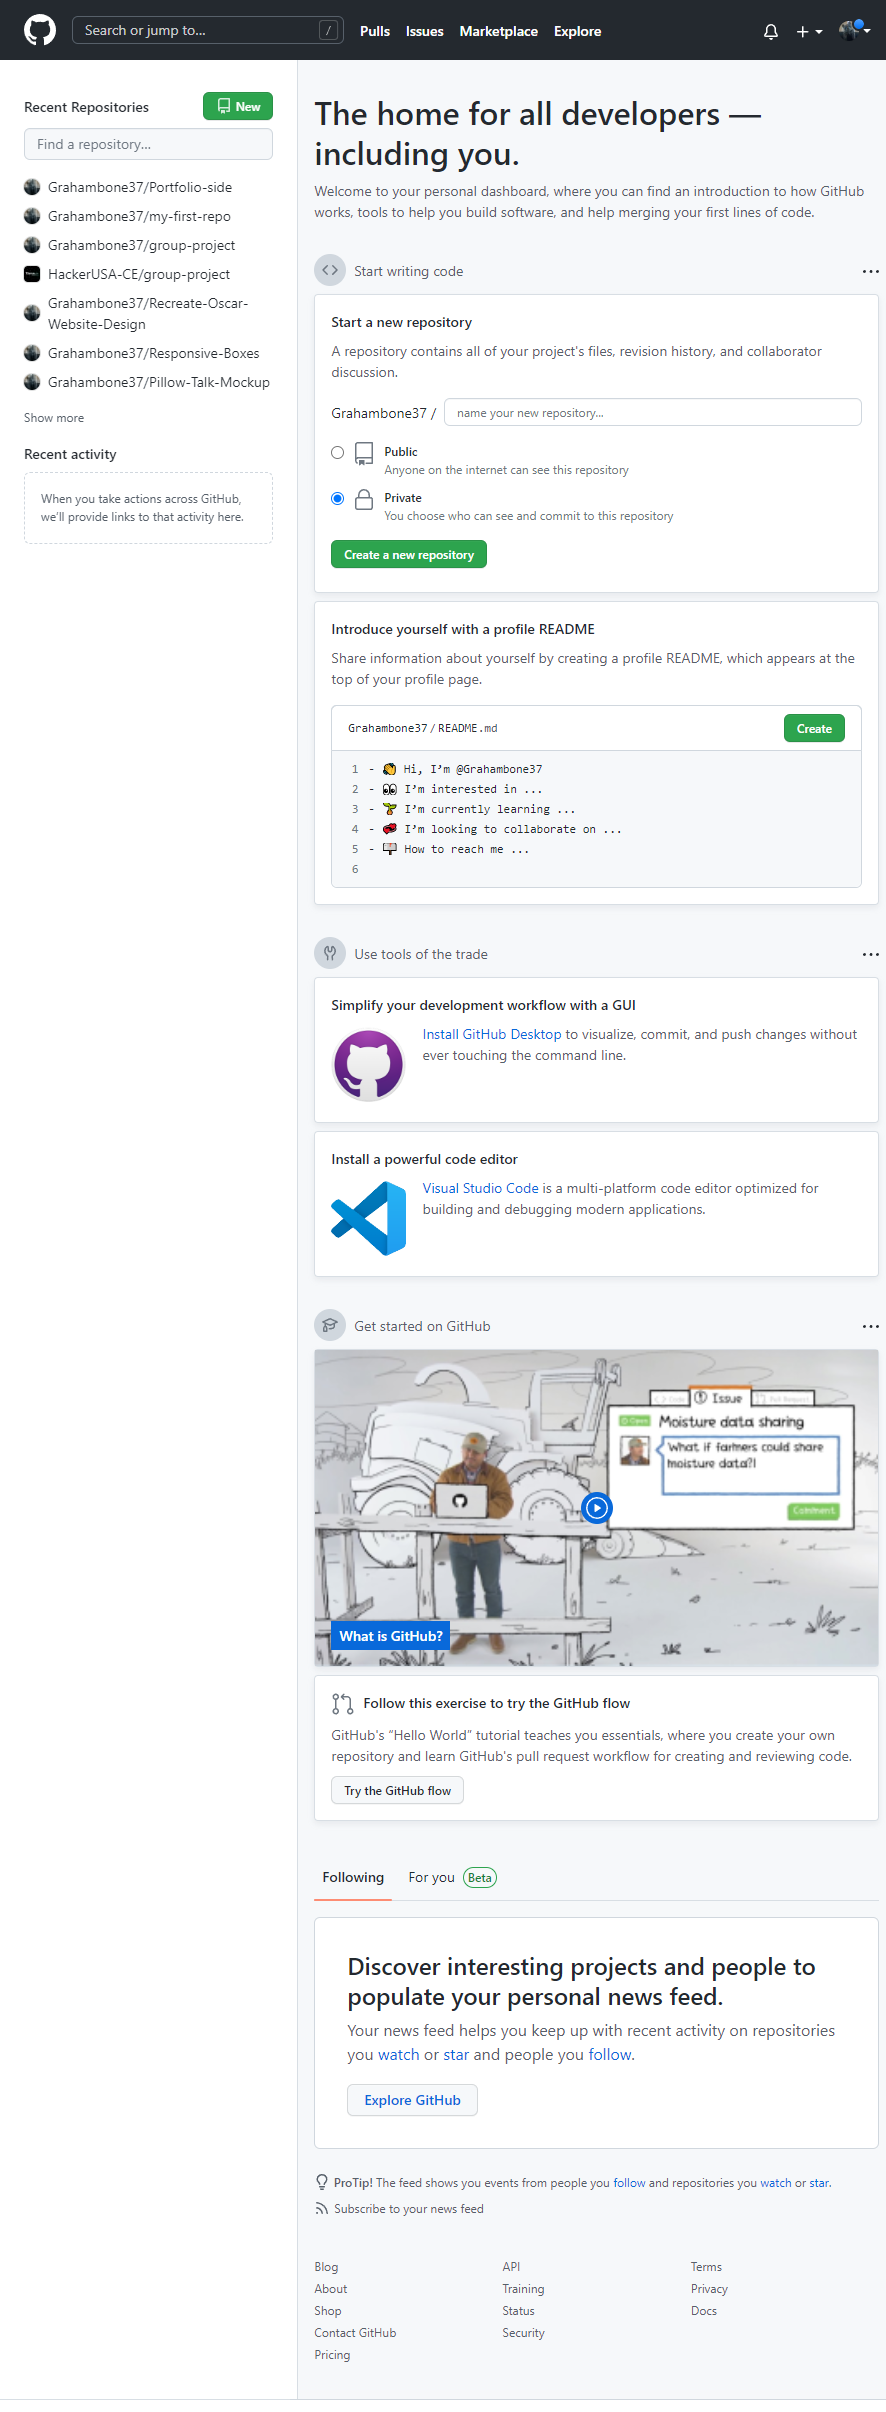 Search or jump to...
/
Pulls
Issues
Marketplace
Explore
Recent Repositories
New
Find a repository...
Grahambone37/Portfolio-side
Grahambone37/my-first-repo
Grahambone37/group-project
HackerUSA-CE/group-project
Grahambone37/Recreate-Oscar-
Website-Design
Grahambone37/Responsive-Boxes
Grahambone37/Pillow-Talk-Mockup
Show more
Recent activity
When you take actions across GitHub,
we'll provide links to that activity here.
The home for all developers —
including you.
Welcome to your personal dashboard, where you can find an introduction to how GitHub
works, tools to help you build software, and help merging your first lines of code.
Start writing code
Start a new repository
A repository contains all of your project's files, revision history, and collaborator
discussion.
Grahambone37 /
name your new repository...
Public
Anyone on the internet can see this repository
Private
You choose who can see and commit to this repository
Create a new repository
Introduce yourself with a profile README
Share information about yourself by creating a profile README, which appears at the
top of your profile page.
Grahambone37 / README.md
Create
1 - 👋 Hi, I’m @Grahambone37
2 - 👀 I’m interested in ...
3 - 🌱 I’m currently learning ...
4 - 💞️ I’m looking to collaborate on ...
5 - 📫 How to reach me ...
6
Use tools of the trade
Simplify your development workflow with a GUI
Install GitHub Desktop to visualize, commit, and push changes without
ever touching the command line.
Install a powerful code editor
Visual Studio Code is a multi-platform code editor optimized for
building and debugging modern applications.
Get started on GitHub
Code
Issue
Pull Request
Open
Moisture data sharing
What if farmers could share
moisture data?!
Comment
What is GitHub?
Follow this exercise to try the GitHub flow
GitHub's “Hello World” tutorial teaches you essentials, where you create your own
repository and learn GitHub's pull request workflow for creating and reviewing code.
Try the GitHub flow
Following
For you
Beta
Discover interesting projects and people to
populate your personal news feed.
Your news feed helps you keep up with recent activity on repositories
you watch or star and people you follow.
Explore GitHub
ProTip! The feed shows you events from people you follow and repositories you watch or star.
Subscribe to your news feed
Blog
About
Shop
Contact GitHub
Pricing
API
Training
Status
Security
Terms
Privacy
Docs